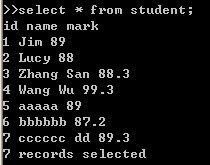 >>select * from student;
id name mark
1 Jim 89
2 Lucy 88
3 Zhang San 88.3
4 Wang Wu 99.3
5 aaaaa 89
6 bbbbbb 87.2
7 cccccc dd 89.3
7 records selected